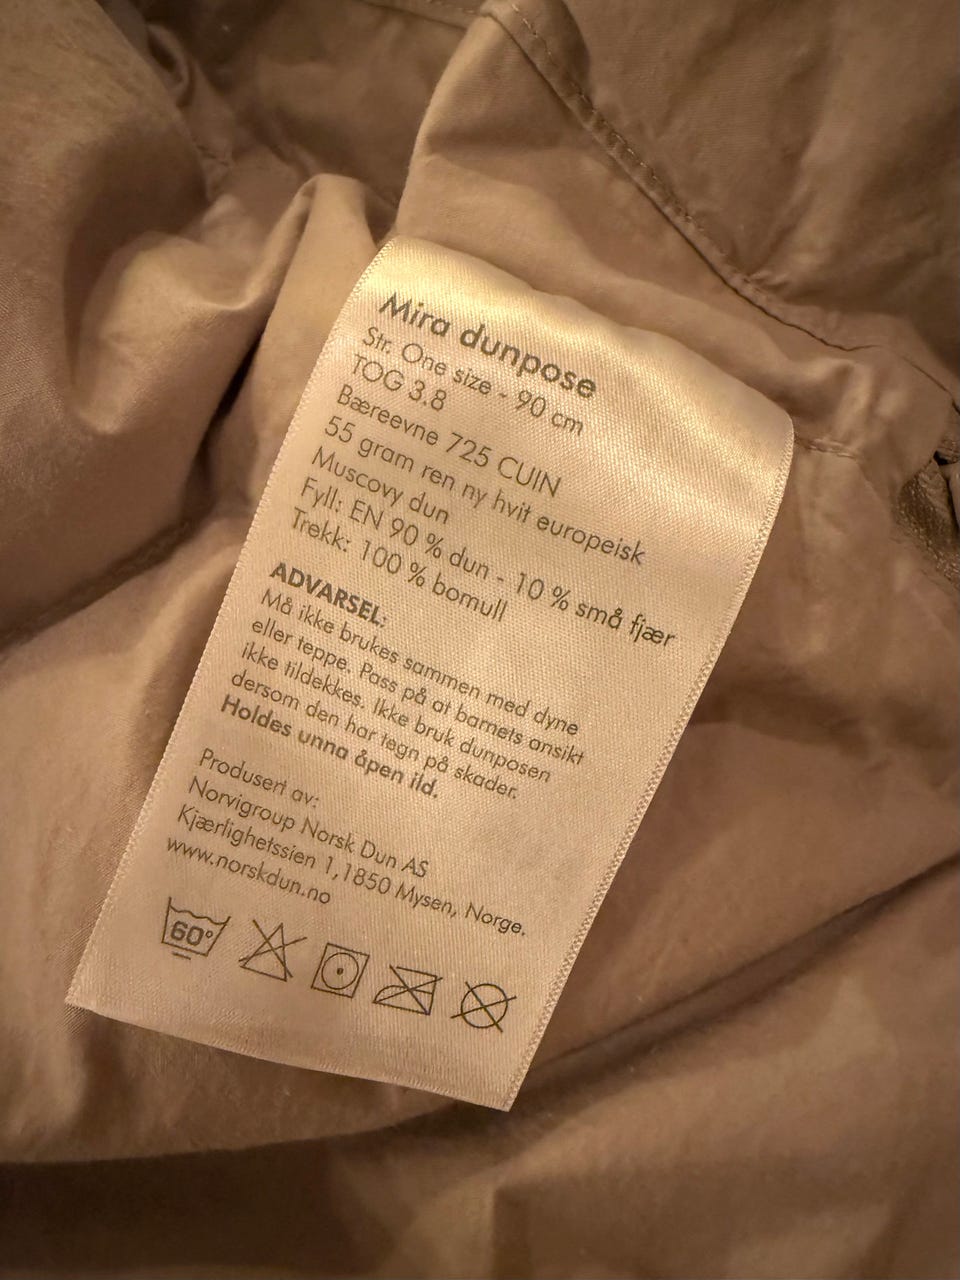 Mira dunpose
Str. One size - 90 cm
TOG 3.8
Bæreevne 725 CUIN
55 gram ren ny hvit europeisk
Muscovy dun
Fyll: EN 90 % dun - 10 % små fjær
Trekk: 100 % bomull
ADVARSEL:
Må ikke brukes sammen med dyne
eller teppe. Pass på at barnets ansikt
ikke tildekkes. Ikke bruk dunposen
dersom den har tegn på skader.
Holdes unna åpen ild.
Produsert av:
Norvigroup Norsk Dun AS
Kjærlighetssien 1,1850 Mysen, Norge.
www.norskdun.no
60°